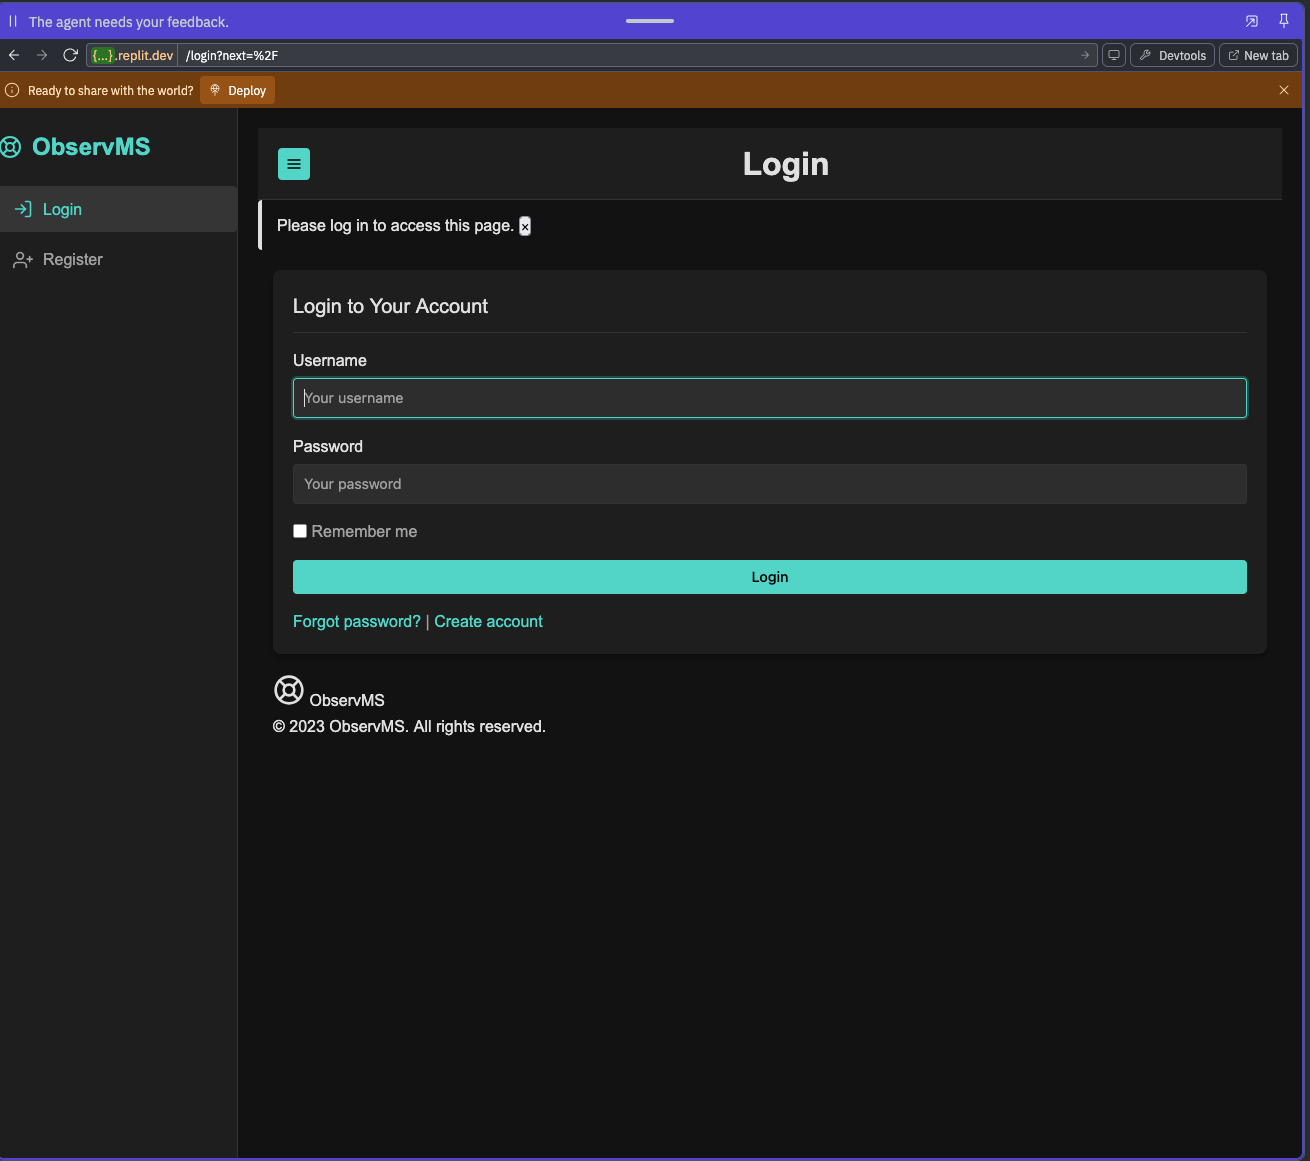 The agent needs your feedback.
{...}.replit.dev /login?next=%2F Devtools New tab
Ready to share with the world? Deploy
ObservMS
Login
Register
Login
Please log in to access this page. ×
Login to Your Account
Username
Your username
Password
Your password
Remember me
Login
Forgot password? | Create account
ObservMS
© 2023 ObservMS. All rights reserved.